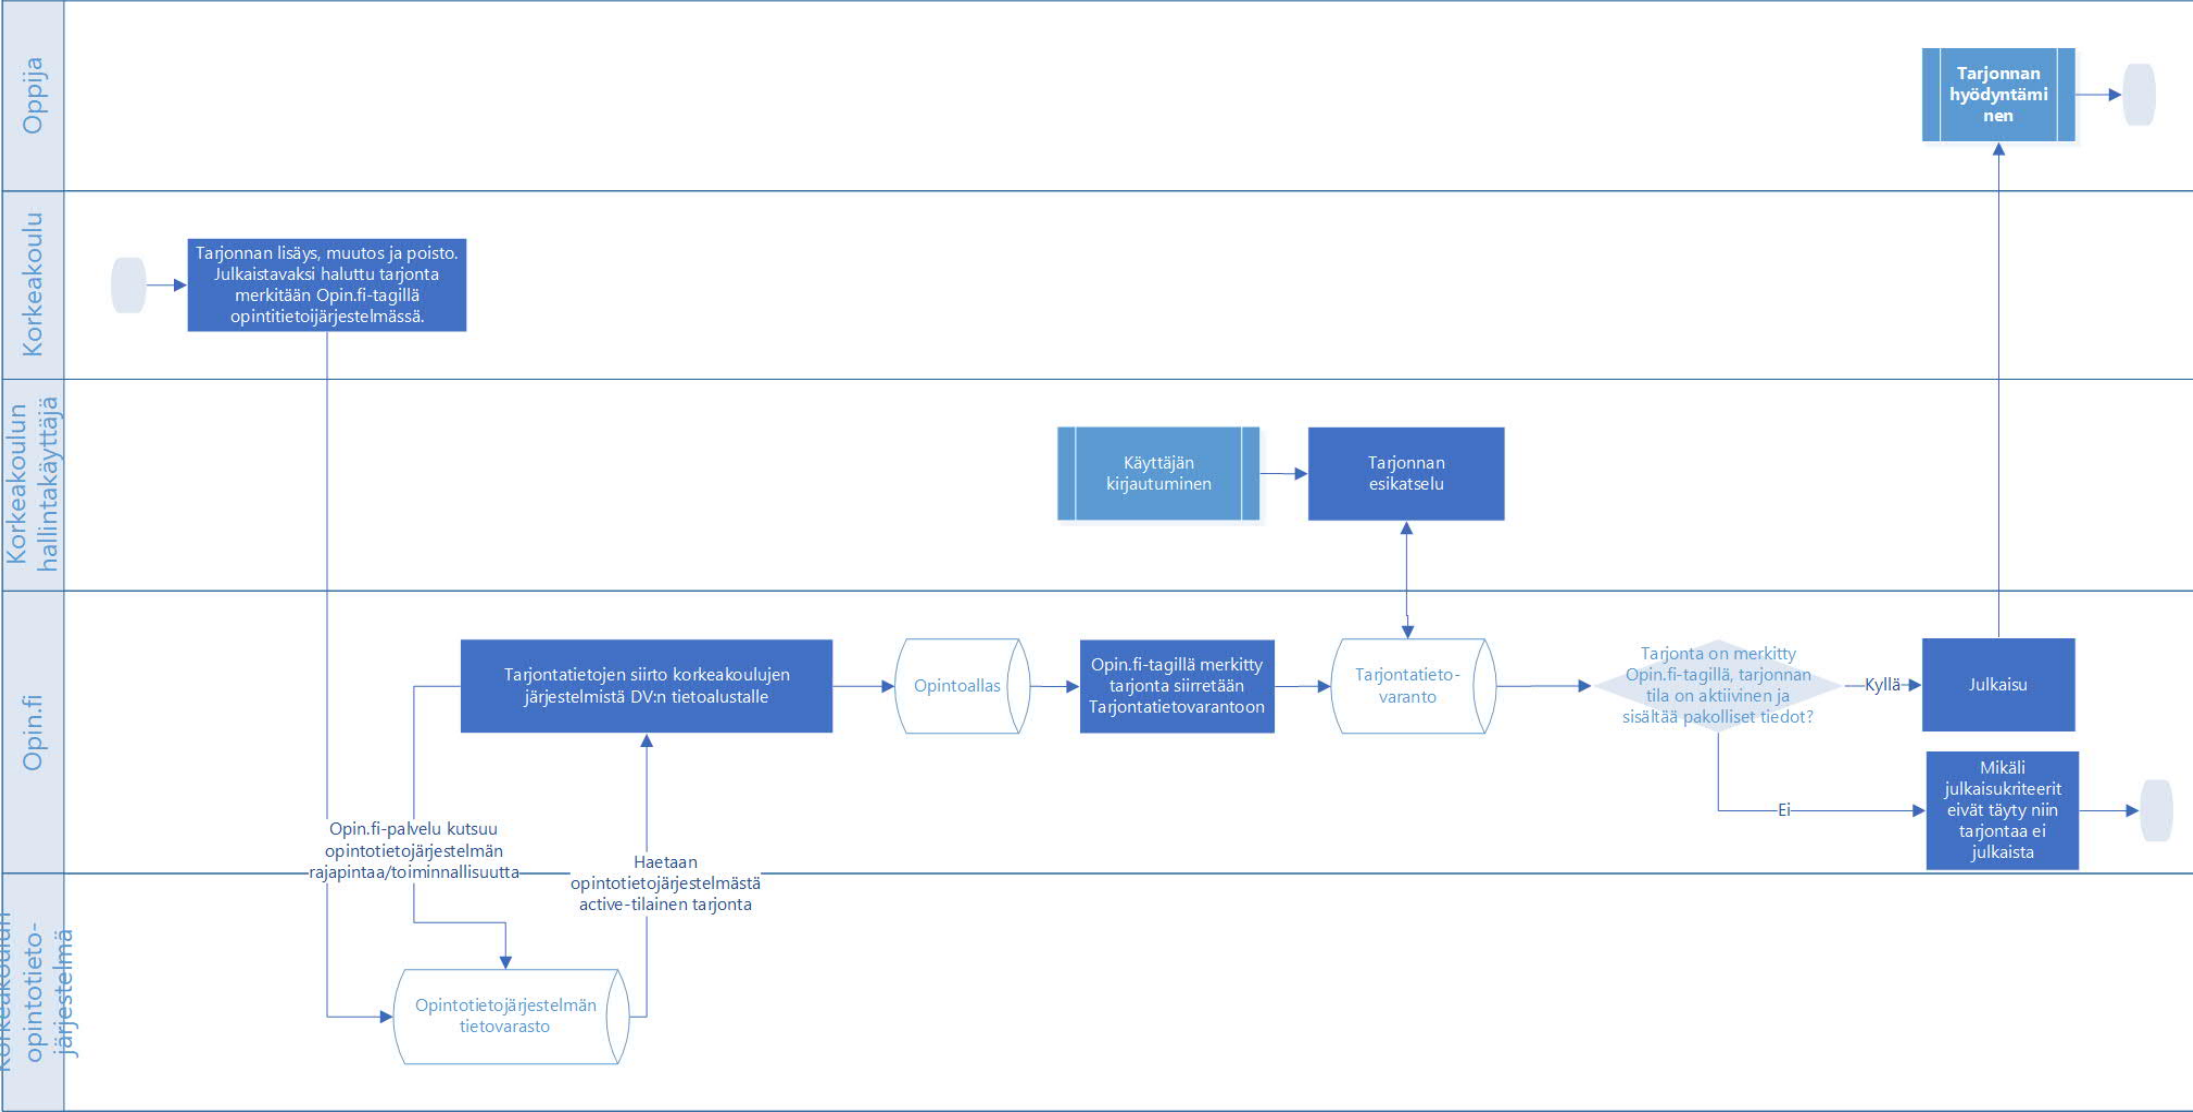 Oppija
Tarjonnan
hyödyntämi
nen
Korkeakoulu
Tarjonnan lisäys, muutos ja poisto.
Julkaistavaksi haluttu tarjonta
merkitään Opin.fi-tagillä
opintitietoijärjestelmässä.
Korkeakoulun
hallintakäyttäjä
Käyttäjän
kirjautuminen
Tarjonnan
esikatselu
Opin.fi
Tarjontatietojen siirto korkeakoulujen
järjestelmistä DV:n tietoalustalle
Opintoallas
Opin.fi-tagillä merkitty
tarjonta siirretään
Tarjontatietovarantoon
Tarjontatieto-
varanto
Tarjonta on merkitty
Opin.fi-tagillä, tarjonnan
tila on aktiivinen ja
sisältää pakolliset tiedot?
Kyllä
Julkaisu
Ei
Mikäli
julkaisukriteerit
eivät täyty niin
tarjontaa ei
julkaista
Opin.fi-palvelu kutsuu
opintotietojärjestelmän
rajapintaa/toiminnallisuutta
Haetaan
opintotietojärjestelmästä
active-tilainen tarjonta
Korkeakoulun
opintotieto-
järjestelmä
Opintotietojärjestelmän
tietovarasto